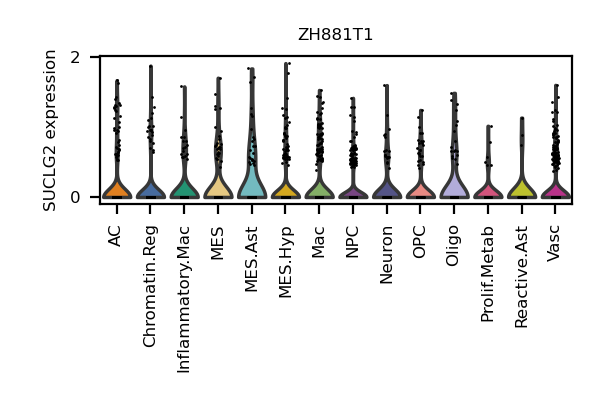 ZH881T1
SUCLG2 expression
2
0
AC
Chromatin.Reg
Inflammatory.Mac
MES
MES.Ast
MES.Hyp
Mac
NPC
Neuron
OPC
Oligo
Prolif.Metab
Reactive.Ast
Vasc